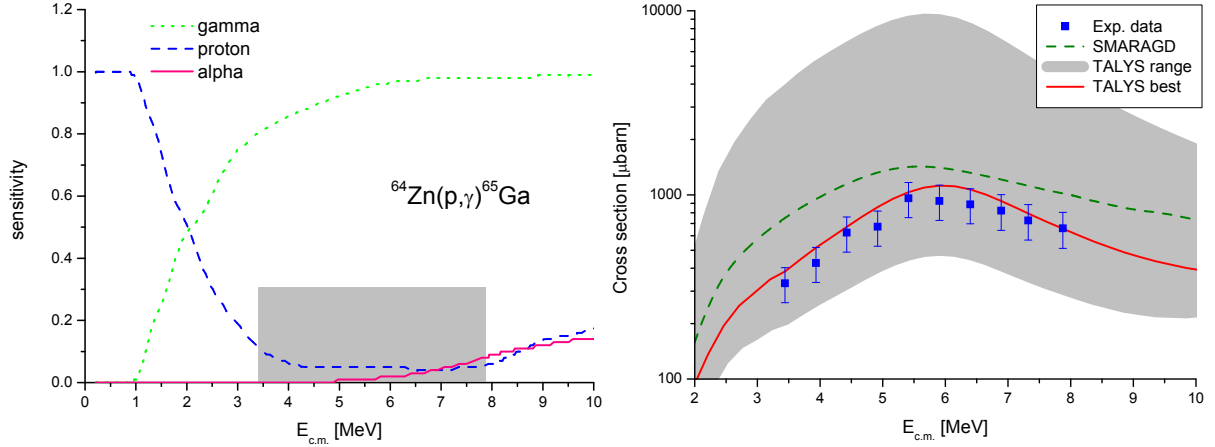 1.2
1.0
0.8
0.6
0.4
0.2
0.0
sensitivity
gamma
proton
alpha
⁶⁴Zn(p,γ)⁶⁵Ga
0 1 2 3 4 5 6 7 8 9 10
E_c.m. [MeV]
10000
1000
100
Cross section [μbarn]
Exp. data
SMARAGD
TALYS range
TALYS best
2 3 4 5 6 7 8 9 10
E_c.m. [MeV]